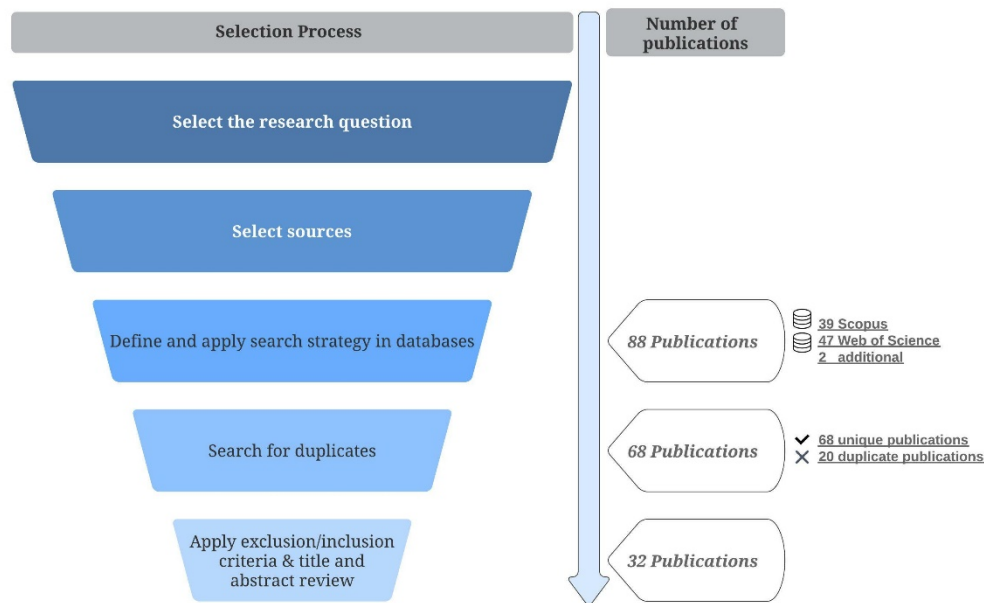 Selection Process
Number of
publications
Select the research question
Select sources
Define and apply search strategy in databases
88 Publications
39 Scopus
47 Web of Science
2 additional
Search for duplicates
68 Publications
68 unique publications
20 duplicate publications
Apply exclusion/inclusion
criteria & title and
abstract review
32 Publications